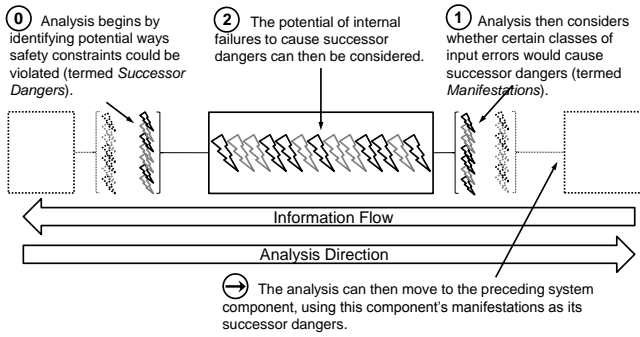 0 Analysis begins by
identifying potential ways
safety constraints could be
violated (termed Successor
Dangers).
2 The potential of internal
failures to cause successor
dangers can then be considered.
1 Analysis then considers
whether certain classes of
input errors would cause
successor dangers (termed
Manifestations).
Information Flow
Analysis Direction
→ The analysis can then move to the preceding system
component, using this component's manifestations as its
successor dangers.